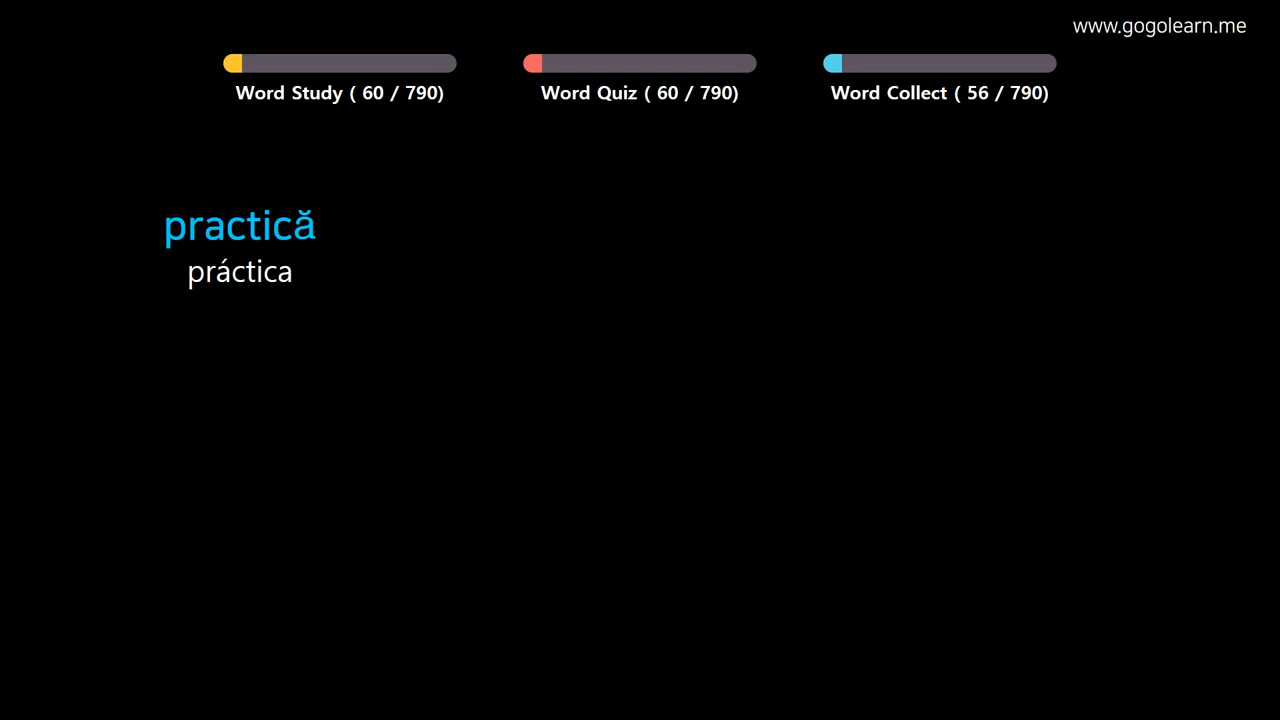 www.gogolearn.me
Word Study ( 60 / 790)
Word Quiz ( 60 / 790)
Word Collect ( 56 / 790)
practică
práctica